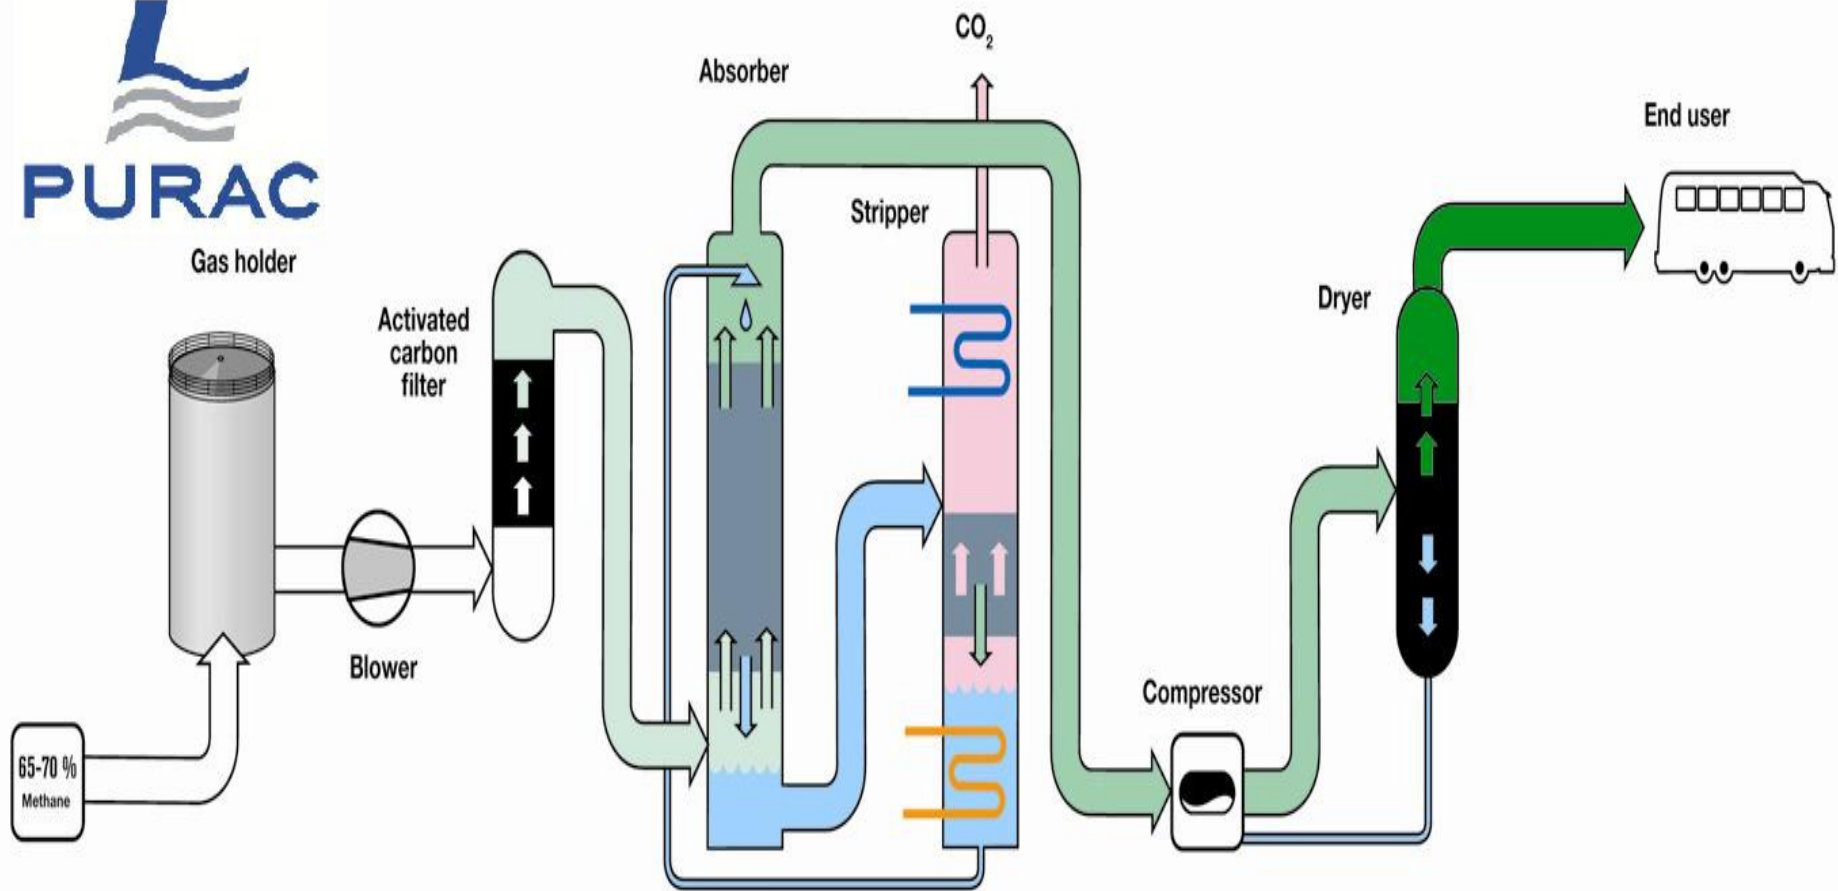 PURAC
CO₂
Absorber
End user
Stripper
Gas holder
Dryer
Activated
carbon
filter
Blower
Compressor
65-70 %
Methane